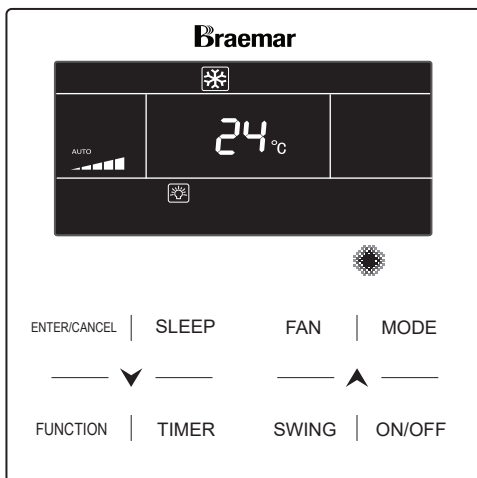 Braemar
24 °C
AUTO
ENTER/CANCEL SLEEP FAN MODE
FUNCTION TIMER SWING ON/OFF